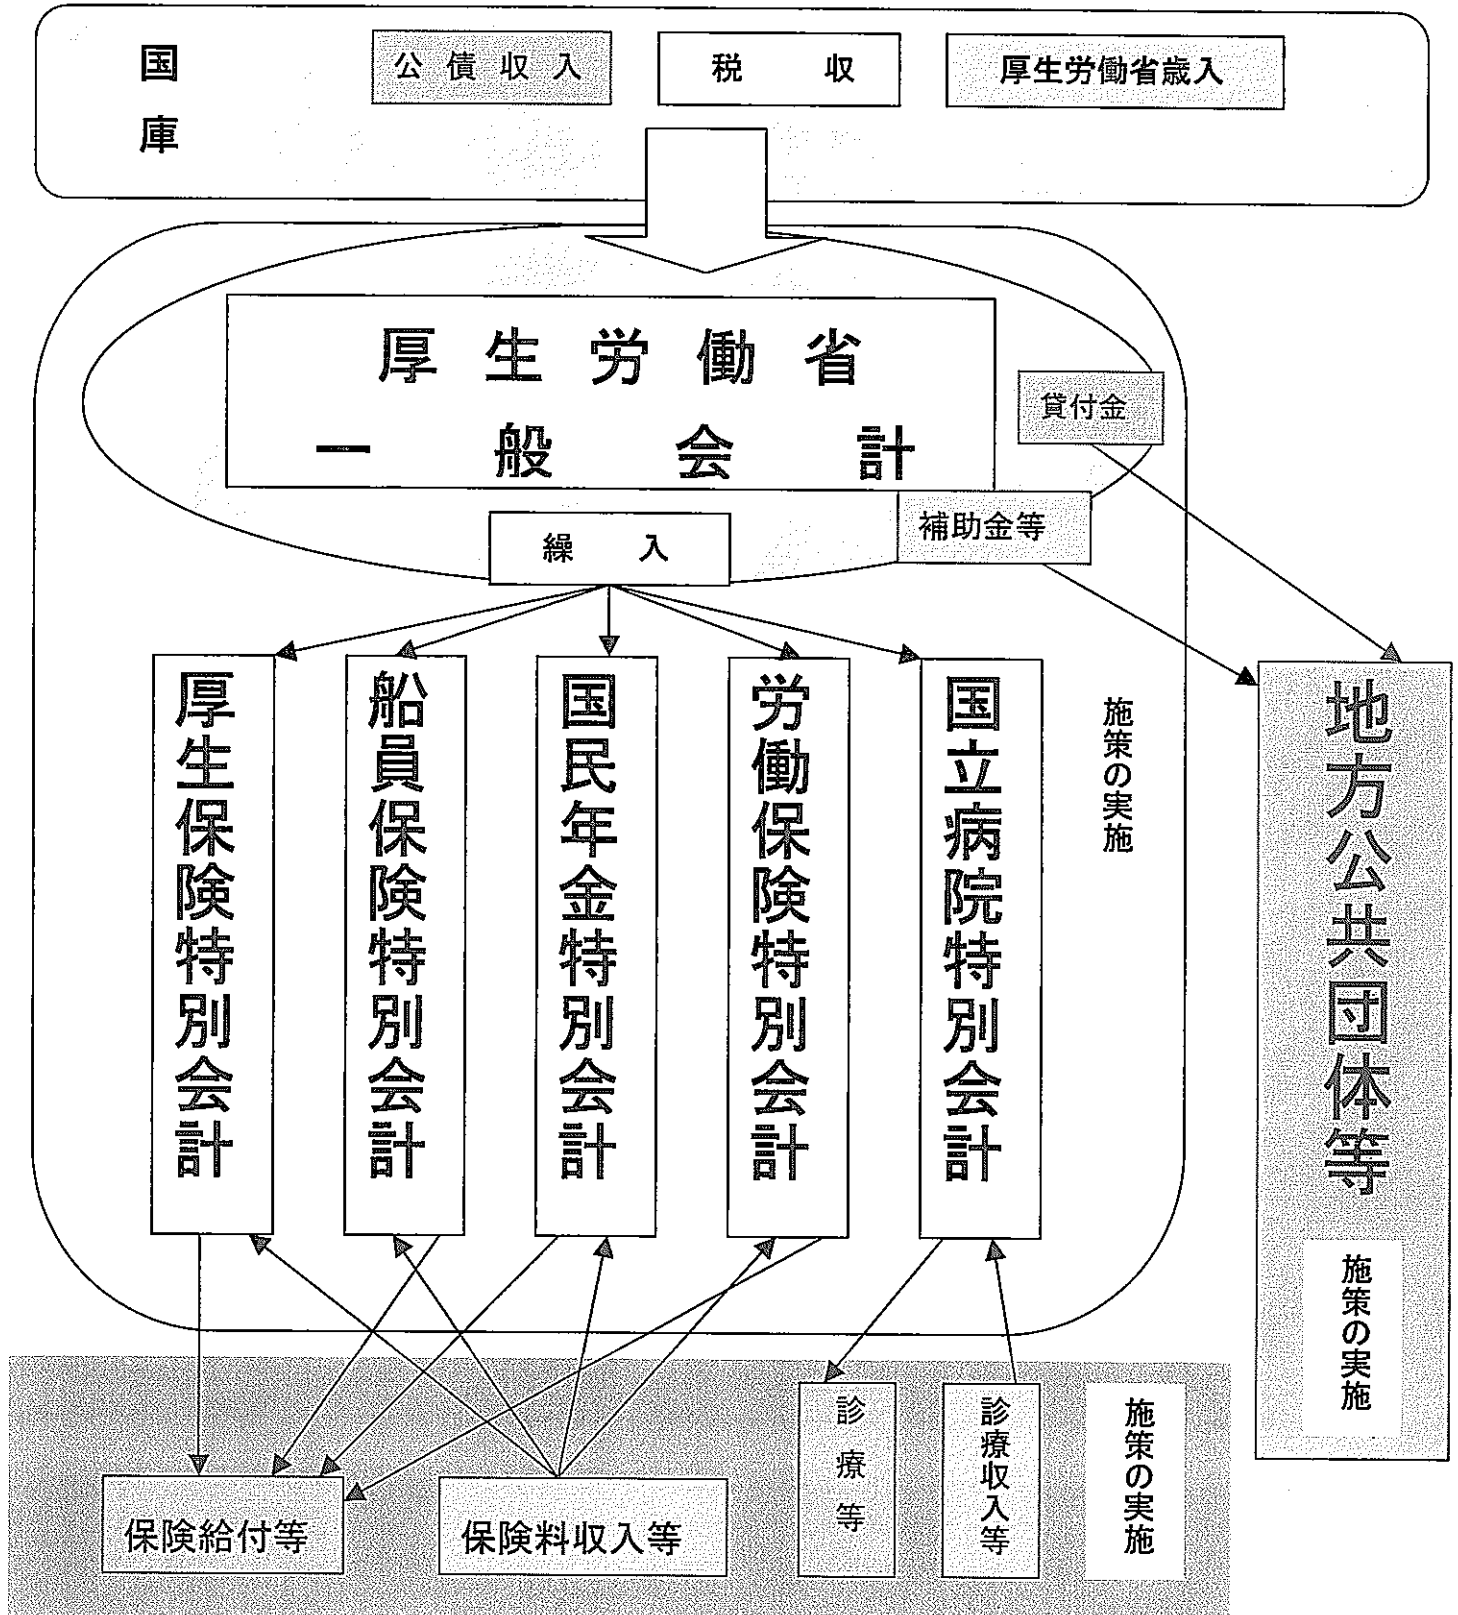 国庫
公債収入
税収
厚生労働省歳入
厚生労働省
一般会計
貸付金
補助金等
繰入
厚生保険特別会計
船員保険特別会計
国民年金特別会計
労働保険特別会計
国立病院特別会計
施策の実施
地方公共団体等
施策の実施
保険給付等
保険料収入等
診療等
診療収入等
施策の実施